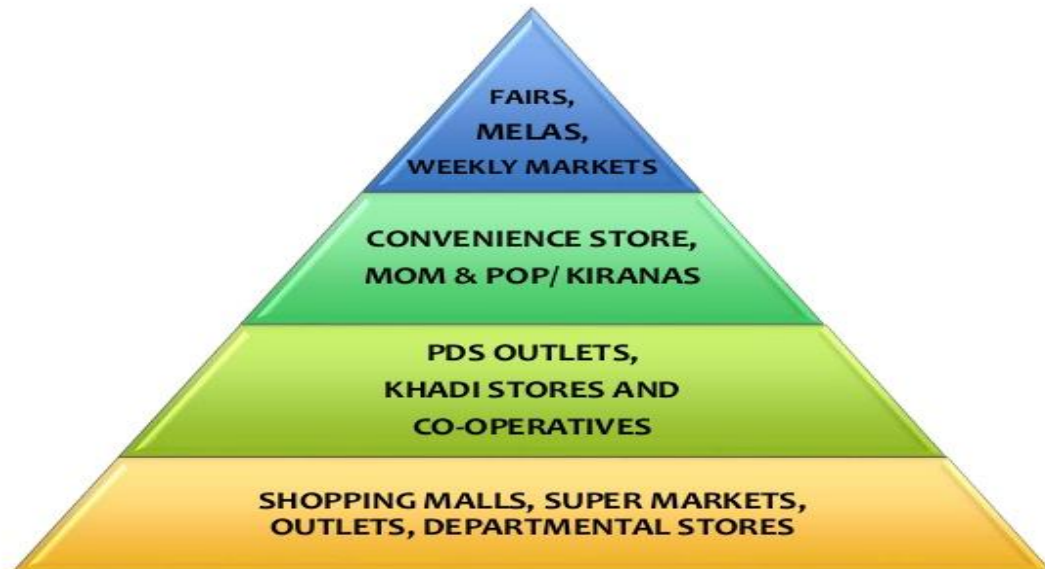 FAIRS,
MELAS,
WEEKLY MARKETS
CONVENIENCE STORE,
MOM & POP/ KIRANAS
PDS OUTLETS,
KHADI STORES AND
CO-OPERATIVES
SHOPPING MALLS, SUPER MARKETS,
OUTLETS, DEPARTMENTAL STORES